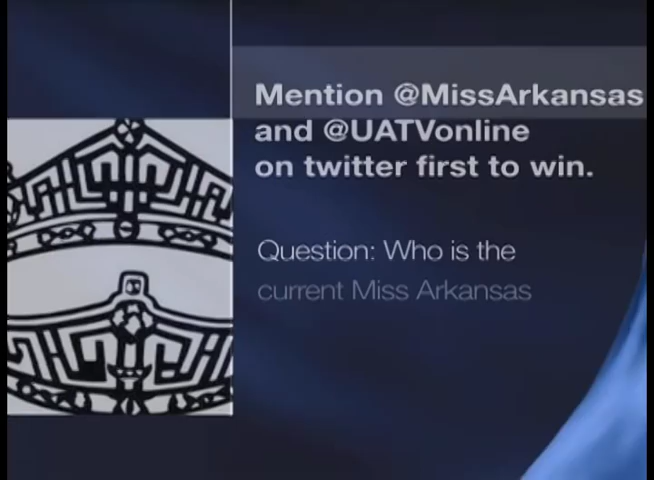 Mention @MissArkansas
and @UATVonline
on twitter first to win.
Question: Who is the
current Miss Arkansas